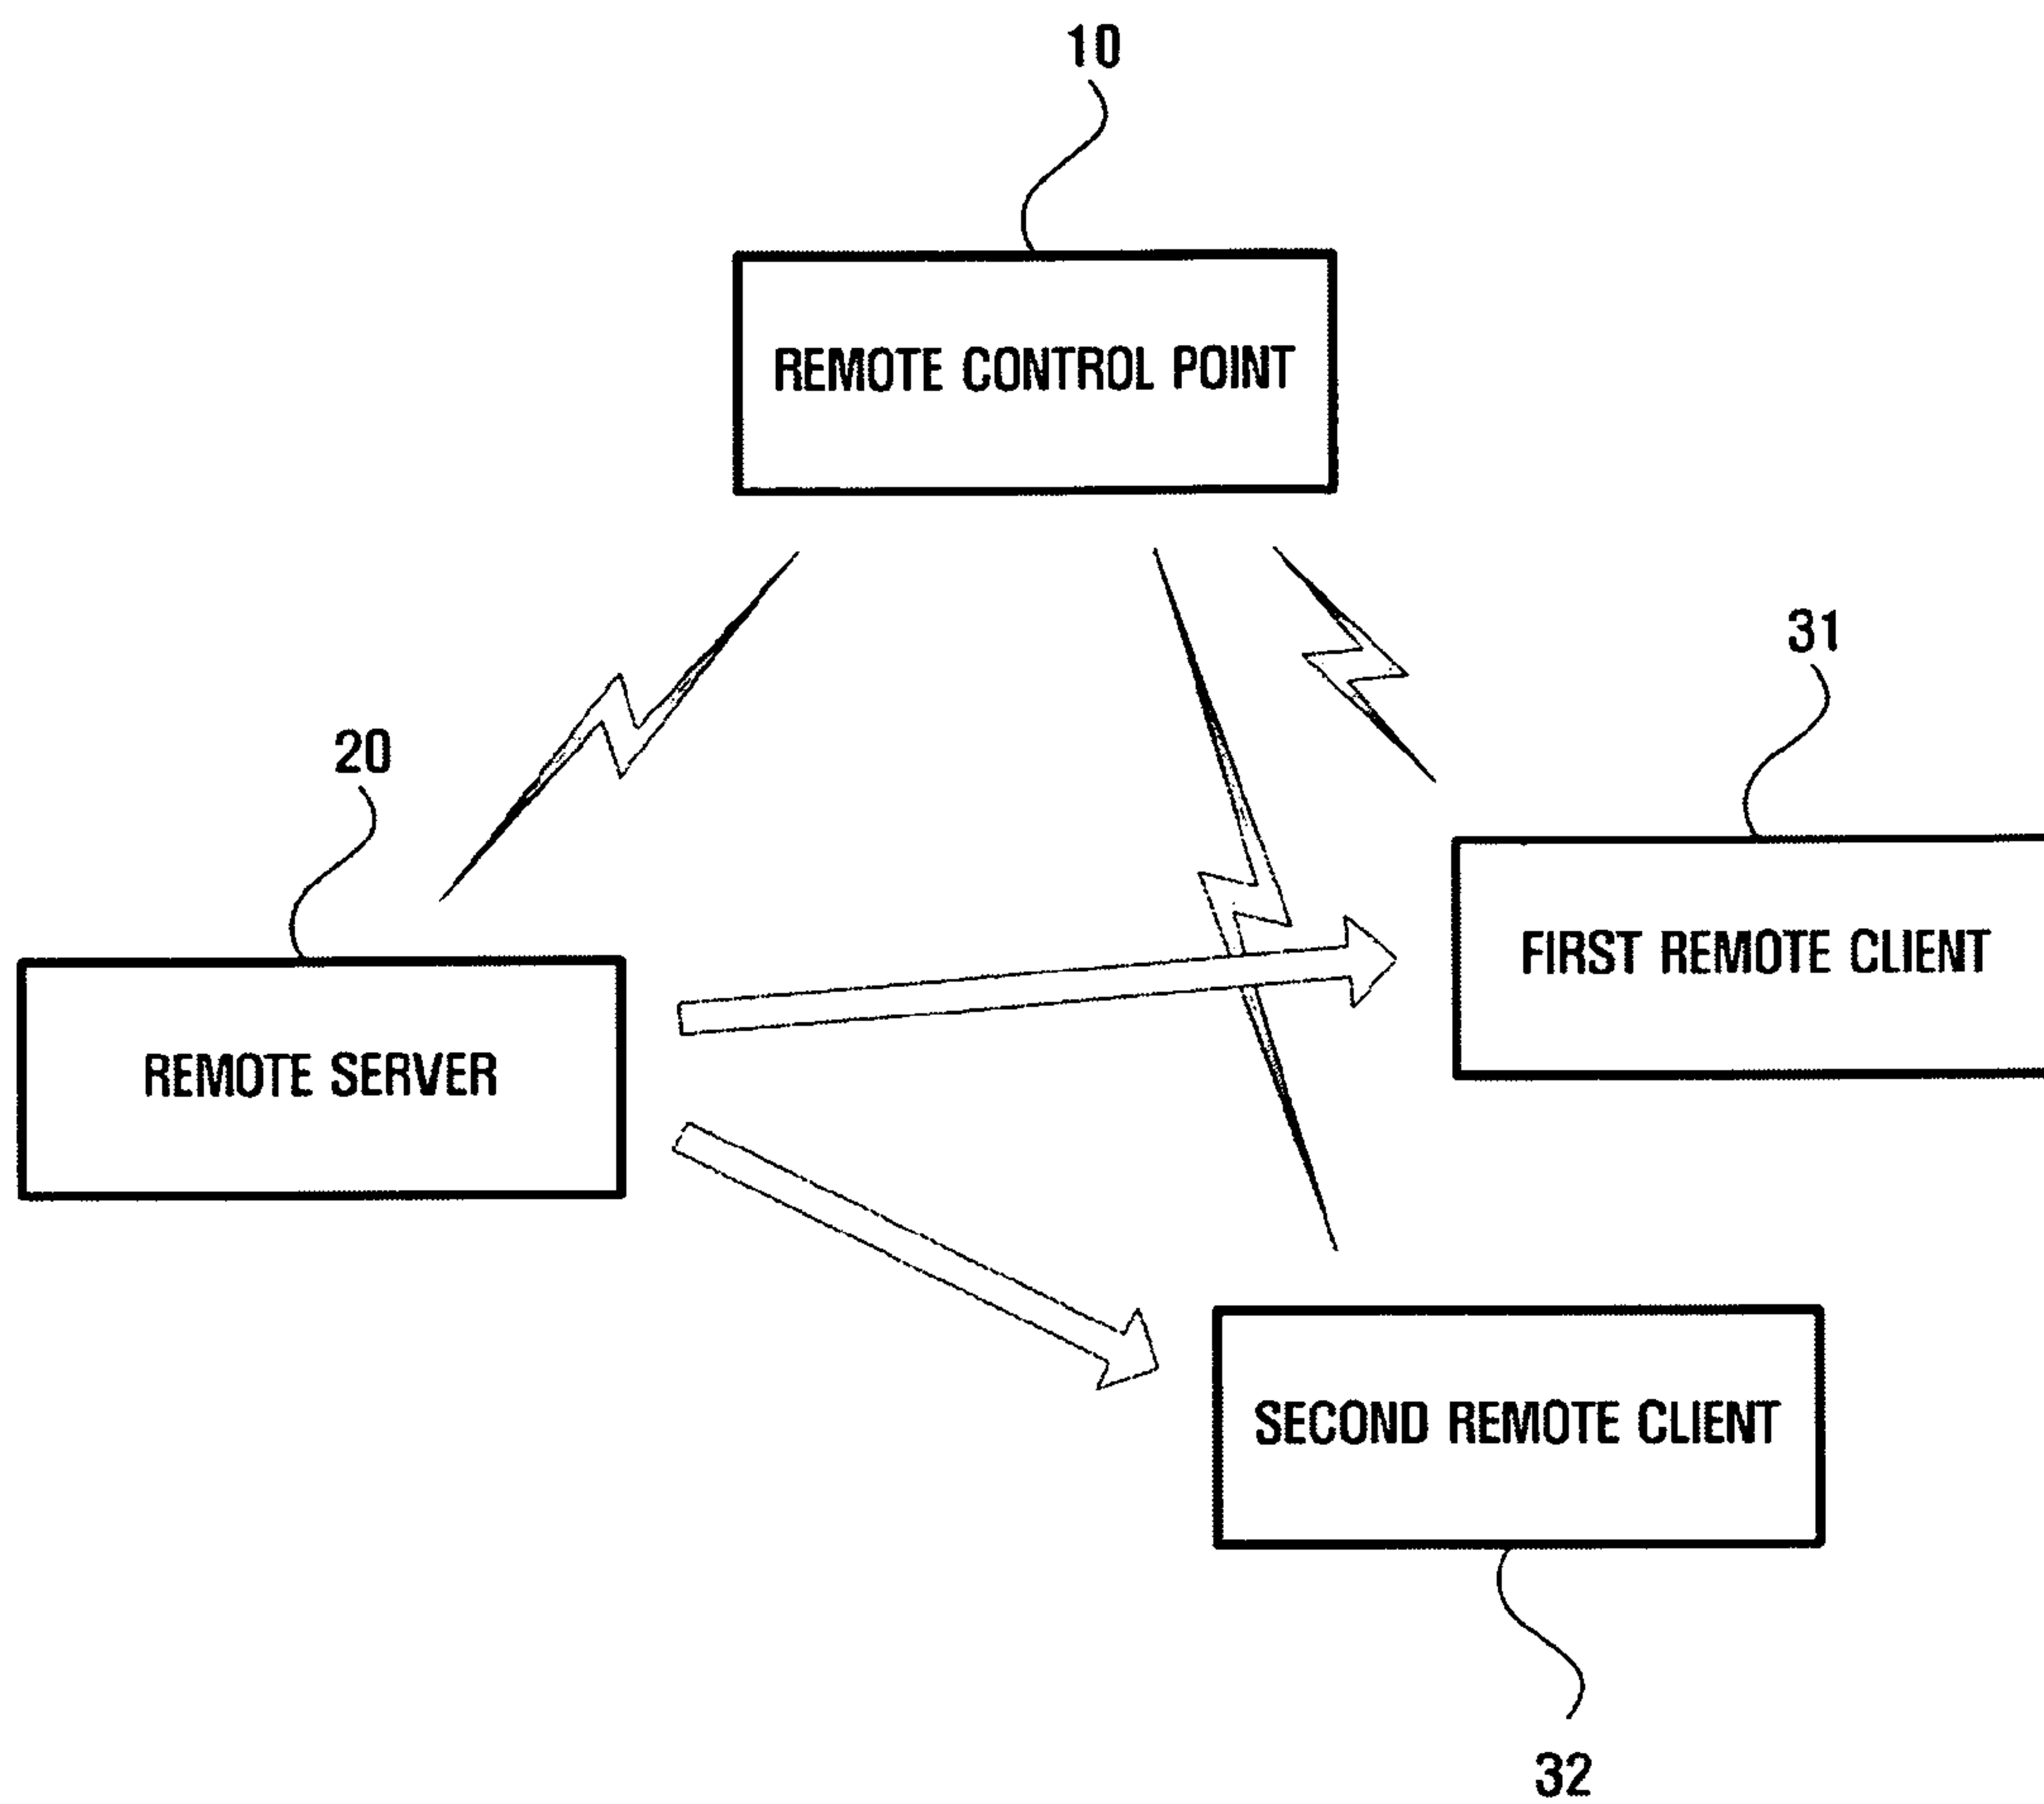 10
REMOTE CONTROL POINT
31
20
FIRST REMOTE CLIENT
REMOTE SERVER
SECOND REMOTE CLIENT
32